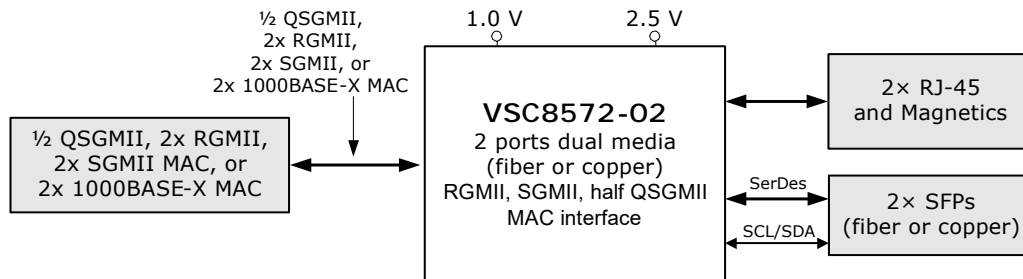 ½ QSGMII,
2x RGMII,
2x SGMII, or
2x 1000BASE-X MAC
1.0 V
2.5 V
½ QSGMII, 2x RGMII,
2x SGMII MAC, or
2x 1000BASE-X MAC
VSC8572-02
2 ports dual media
(fiber or copper)
RGMII, SGMII, half QSGMII
MAC interface
2× RJ-45
and Magnetics
SerDes
SCL/SDA
2× SFPs
(fiber or copper)